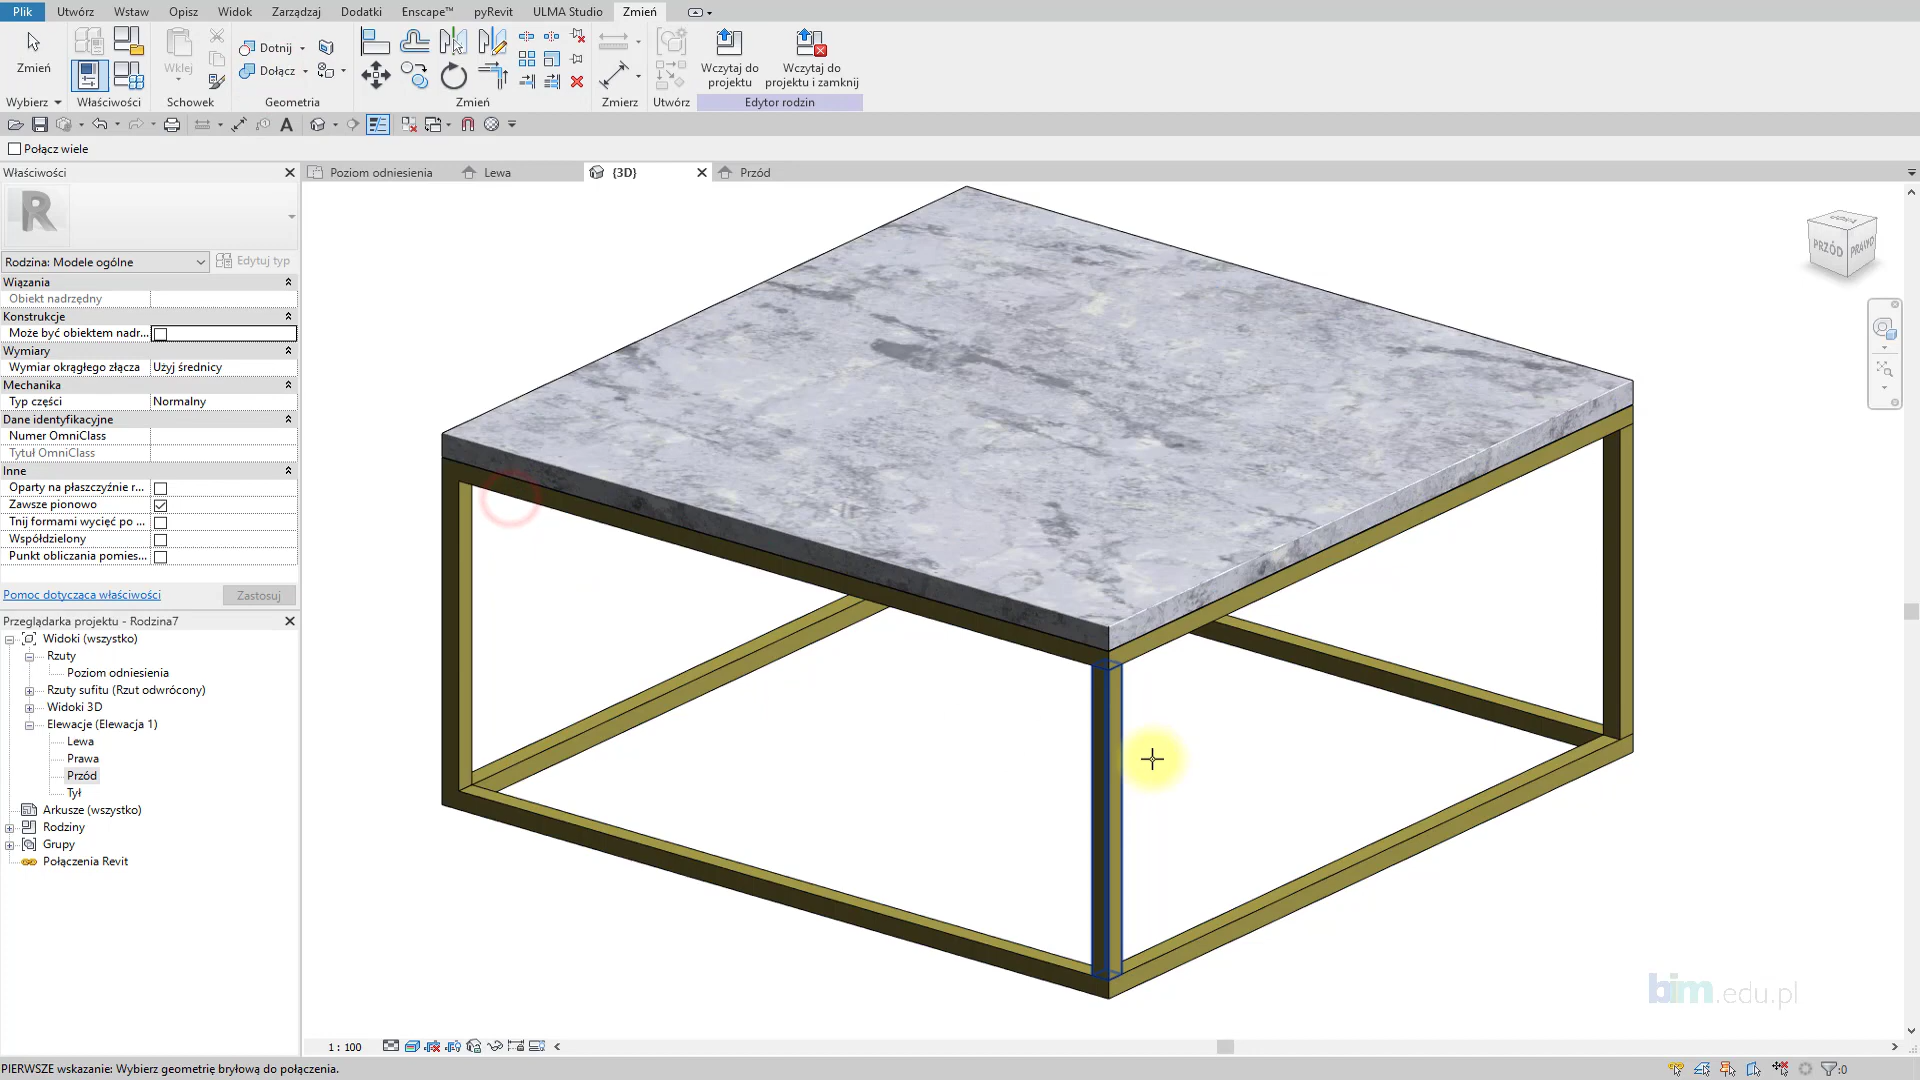 Plik Utwórz Wstaw Opisz Widok Zarządzaj Dodatki Enscape™ pyRevit ULMA Studio Zmień
Zmień
Wklej
Dotnij
Dołącz
Wczytaj do projektu
Wczytaj do projektu i zamknij
Wybierz Właściwości Schowek Geometria Zmień Zmierz Utwórz Edytor rodzin
Połącz wiele
Właściwości
Poziom odniesienia Lewa {3D} Przód
Rodzina: Modele ogólne Edytuj typ
Wiązania
Obiekt nadrzędny
Konstrukcje
Może być obiektem nadr...
Wymiary
Wymiar okrągłego złącza Użyj średnicy
Mechanika
Typ części Normalny
Dane identyfikacyjne
Numer OmniClass
Tytuł OmniClass
Inne
Oparty na płaszczyźnie r...
Zawsze pionowo
Tnij formami wycięć po ...
Współdzielony
Punkt obliczania pomies...
Pomoc dotycząca właściwości Zastosuj
Przeglądarka projektu - Rodzina7
Widoki (wszystko)
Rzuty
Poziom odniesienia
Rzuty sufitu (Rzut odwrócony)
Widoki 3D
Elewacje (Elewacja 1)
Lewa
Prawa
Przód
Tył
Arkusze (wszystko)
Rodziny
Grupy
Połączenia Revit
PRZÓD PRAWO
bim.edu.pl
1 : 100
PIERWSZE wskazanie: Wybierz geometrię bryłową do połączenia.
:0